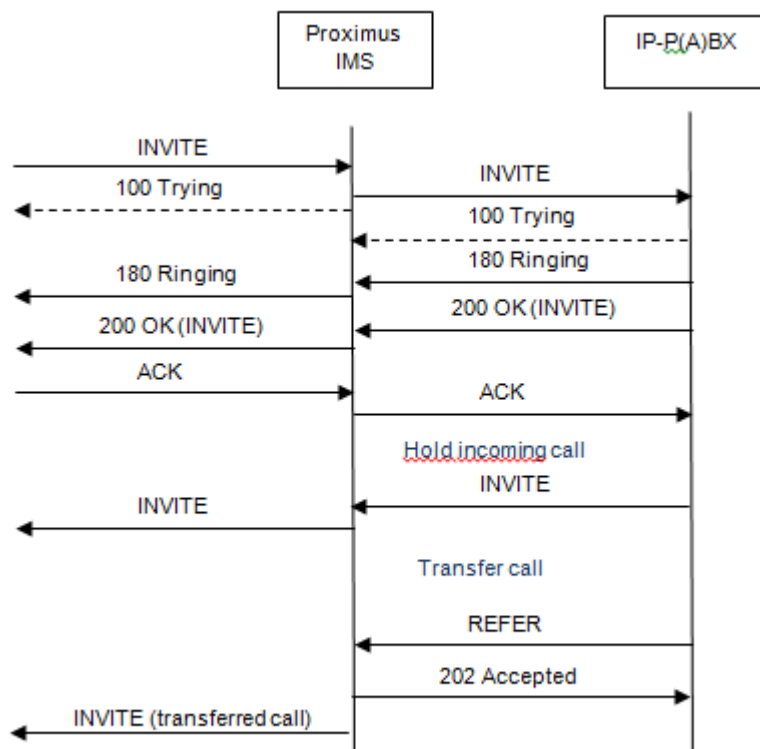 Proximus
IMS
IP-P(A)BX
INVITE
INVITE
100 Trying
100 Trying
180 Ringing
180 Ringing
200 OK (INVITE)
200 OK (INVITE)
ACK
ACK
Hold incoming call
INVITE
INVITE
Transfer call
REFER
202 Accepted
INVITE (transferred call)